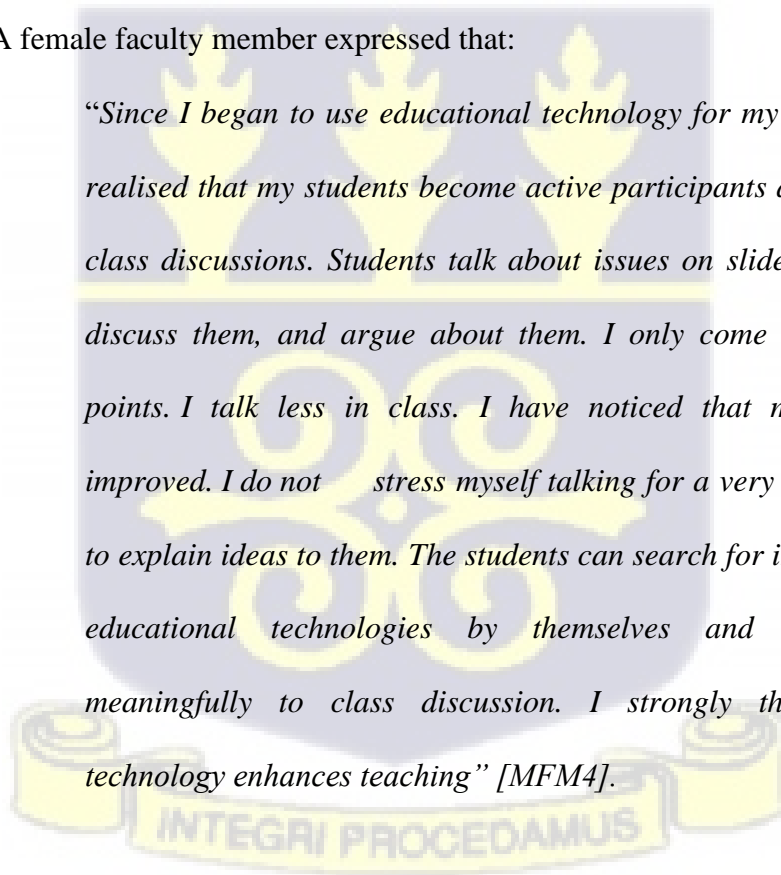 A female faculty member expressed that:
“Since I began to use educational technology for my
realised that my students become active participants
class discussions. Students talk about issues on slide
discuss them, and argue about them. I only come
points. I talk less in class. I have noticed that
improved. I do not stress myself talking for a very
to explain ideas to them. The students can search for
educational technologies by themselves and
meaningfully to class discussion. I strongly
technology enhances teaching” [MFM4].
INTEGRI PROCEDAMUS